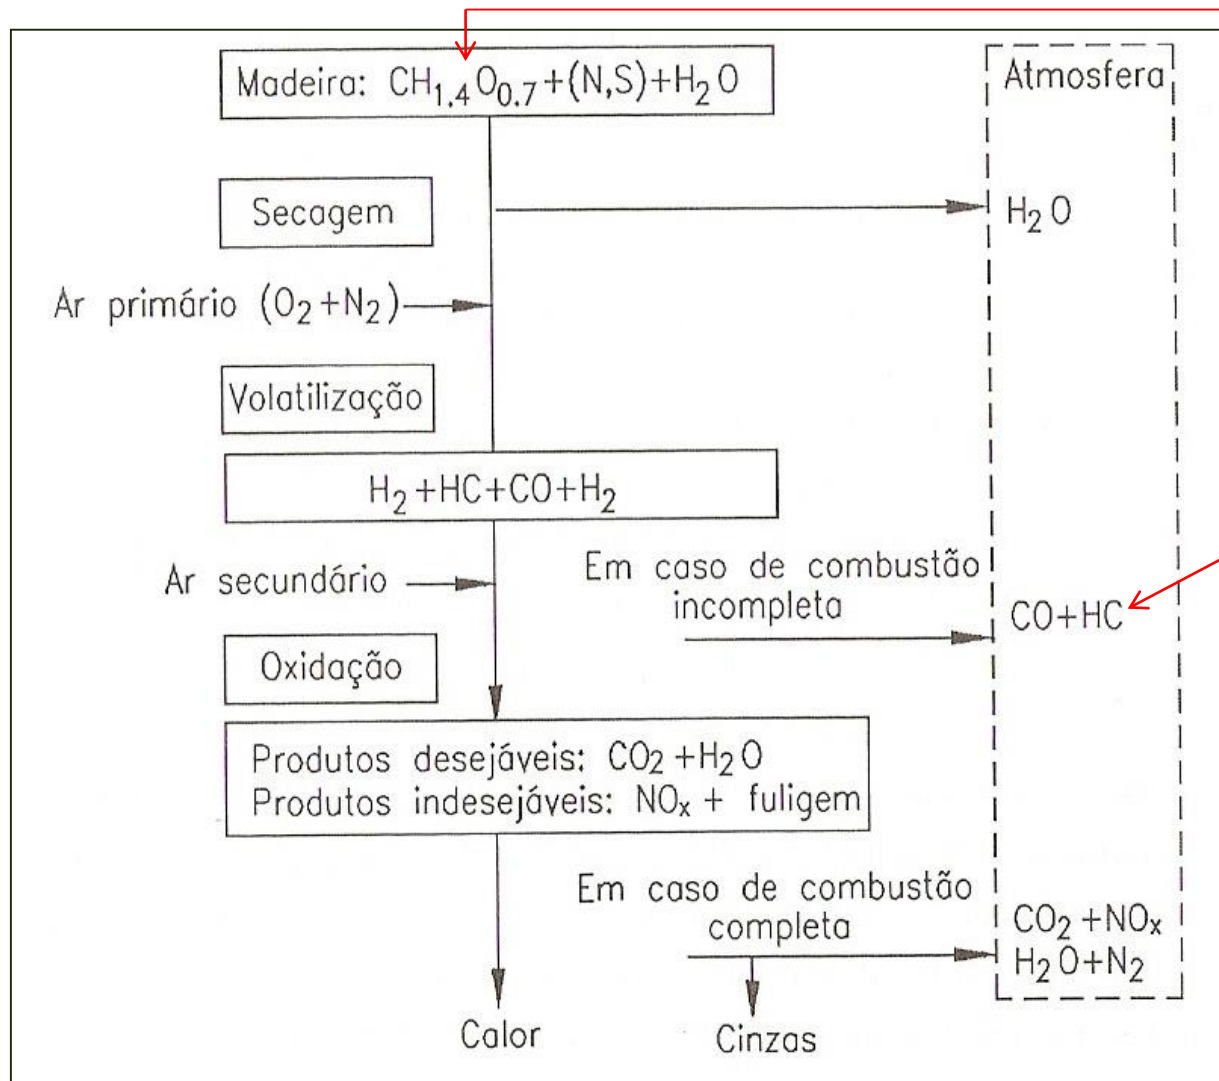 Madeira: CH₁.₄O₀.₇+(N,S)+H₂O
Atmosfera
Secagem
H₂O
Ar primário (O₂+N₂)
Volatilização
H₂+HC+CO+H₂
Ar secundário
Em caso de combustão
incompleta
CO+HC
Oxidação
Produtos desejáveis: CO₂+H₂O
Produtos indesejáveis: NOₓ + fuligem
Em caso de combustão
completa
CO₂+NOₓ
H₂O+N₂
Calor
Cinzas